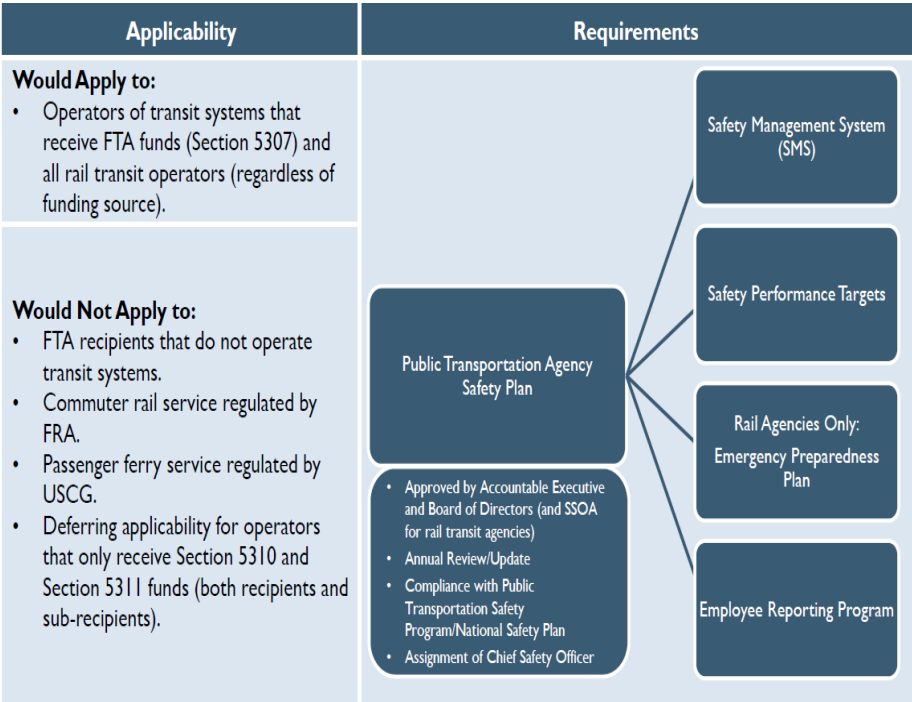 Applicability
Requirements
Would Apply to:
• Operators of transit systems that
receive FTA funds (Section 5307) and
all rail transit operators (regardless of
funding source).
Would Not Apply to:
• FTA recipients that do not operate
transit systems.
• Commuter rail service regulated by
FRA.
• Passenger ferry service regulated by
USCG.
• Deferring applicability for operators
that only receive Section 5310 and
Section 5311 funds (both recipients and
sub-recipients).
Public Transportation Agency
Safety Plan
• Approved by Accountable Executive
and Board of Directors (and SSOA
for rail transit agencies)
• Annual Review/Update
• Compliance with Public
Transportation Safety
Program/National Safety Plan
• Assignment of Chief Safety Officer
Safety Management System
(SMS)
Safety Performance Targets
Rail Agencies Only:
Emergency Preparedness
Plan
Employee Reporting Program